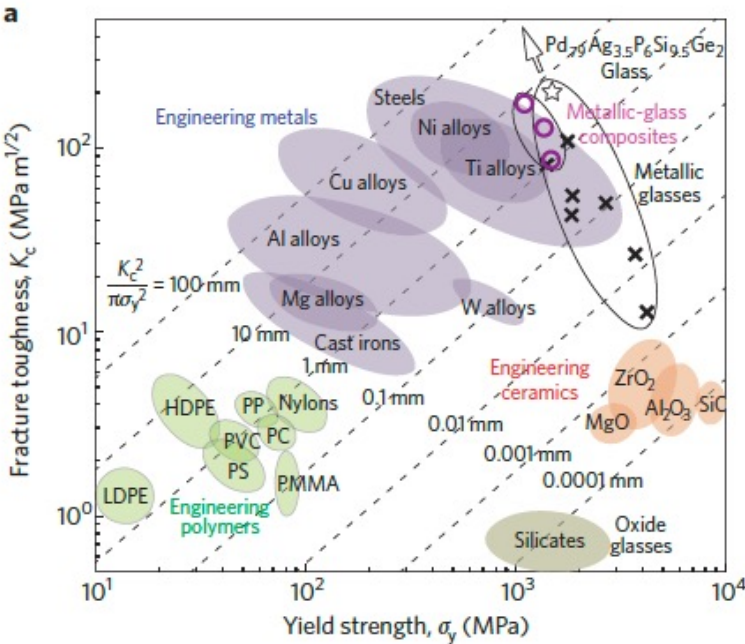 a
Pd79Ag3.5P6Si9.5Ge2
Glass
Steels
Engineering metals
Ni alloys
Metallic-glass
composites
10²
Ti alloys
Metallic
glasses
Cu alloys
Al alloys
Kc²
πσy² = 100 mm
Mg alloys
W alloys
10¹
10 mm
Cast irons
1 mm
Engineering
ceramics
ZrO2
HDPE
PP
Nylons
0.1 mm
Al2O3
SiC
MgO
PVC
PC
0.01 mm
PS
0.001 mm
LDPE
PMMA
0.0001 mm
10⁰
Engineering
polymers
Silicates
Oxide
glasses
10¹
10²
10³
10⁴
Yield strength, σy (MPa)
Fracture toughness, Kc (MPa m1/2)